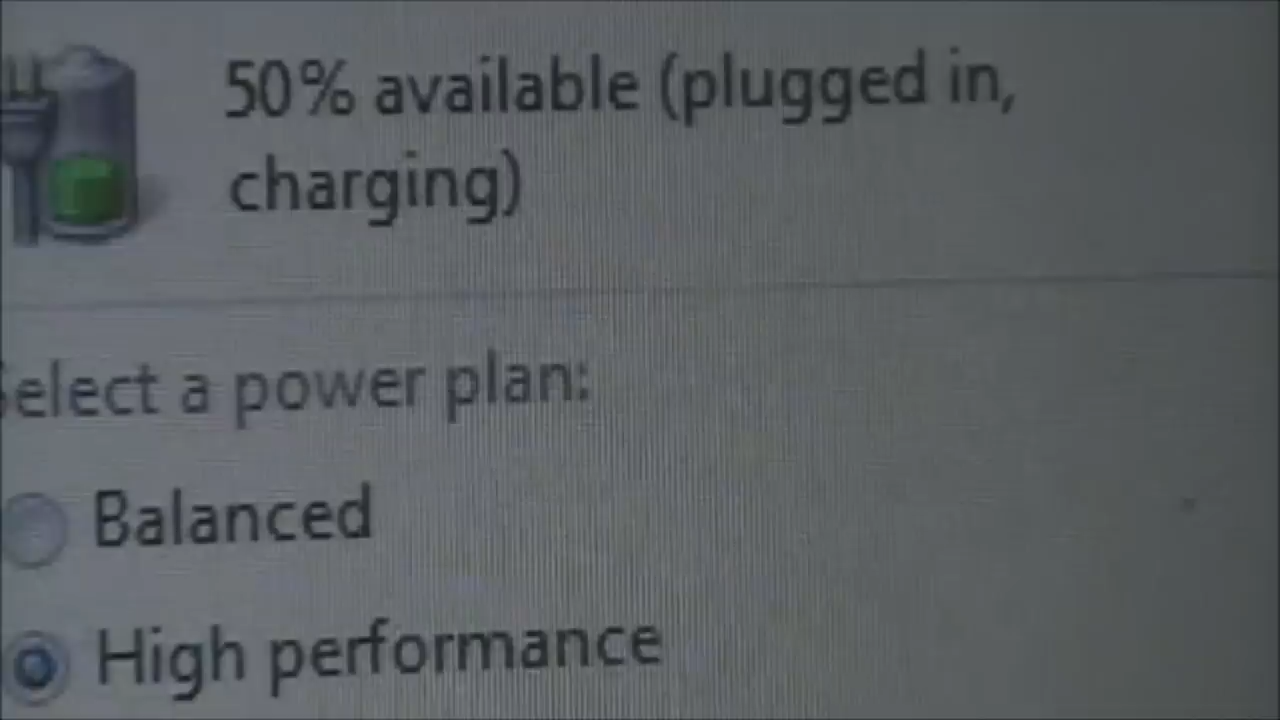 50% available (plugged in,
charging)
Select a power plan:
Balanced
High performance